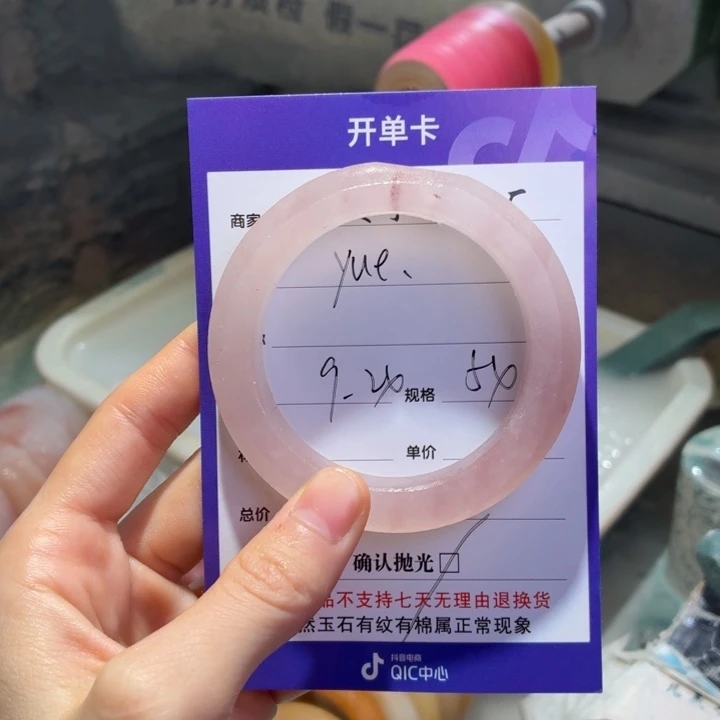 开单卡
商家
yue、
9-26 规格 56
单价
总价
确认抛光□
品不支持七天无理由退换货
然玉石有纹有棉属正常现象
抖音电商
QIC中心